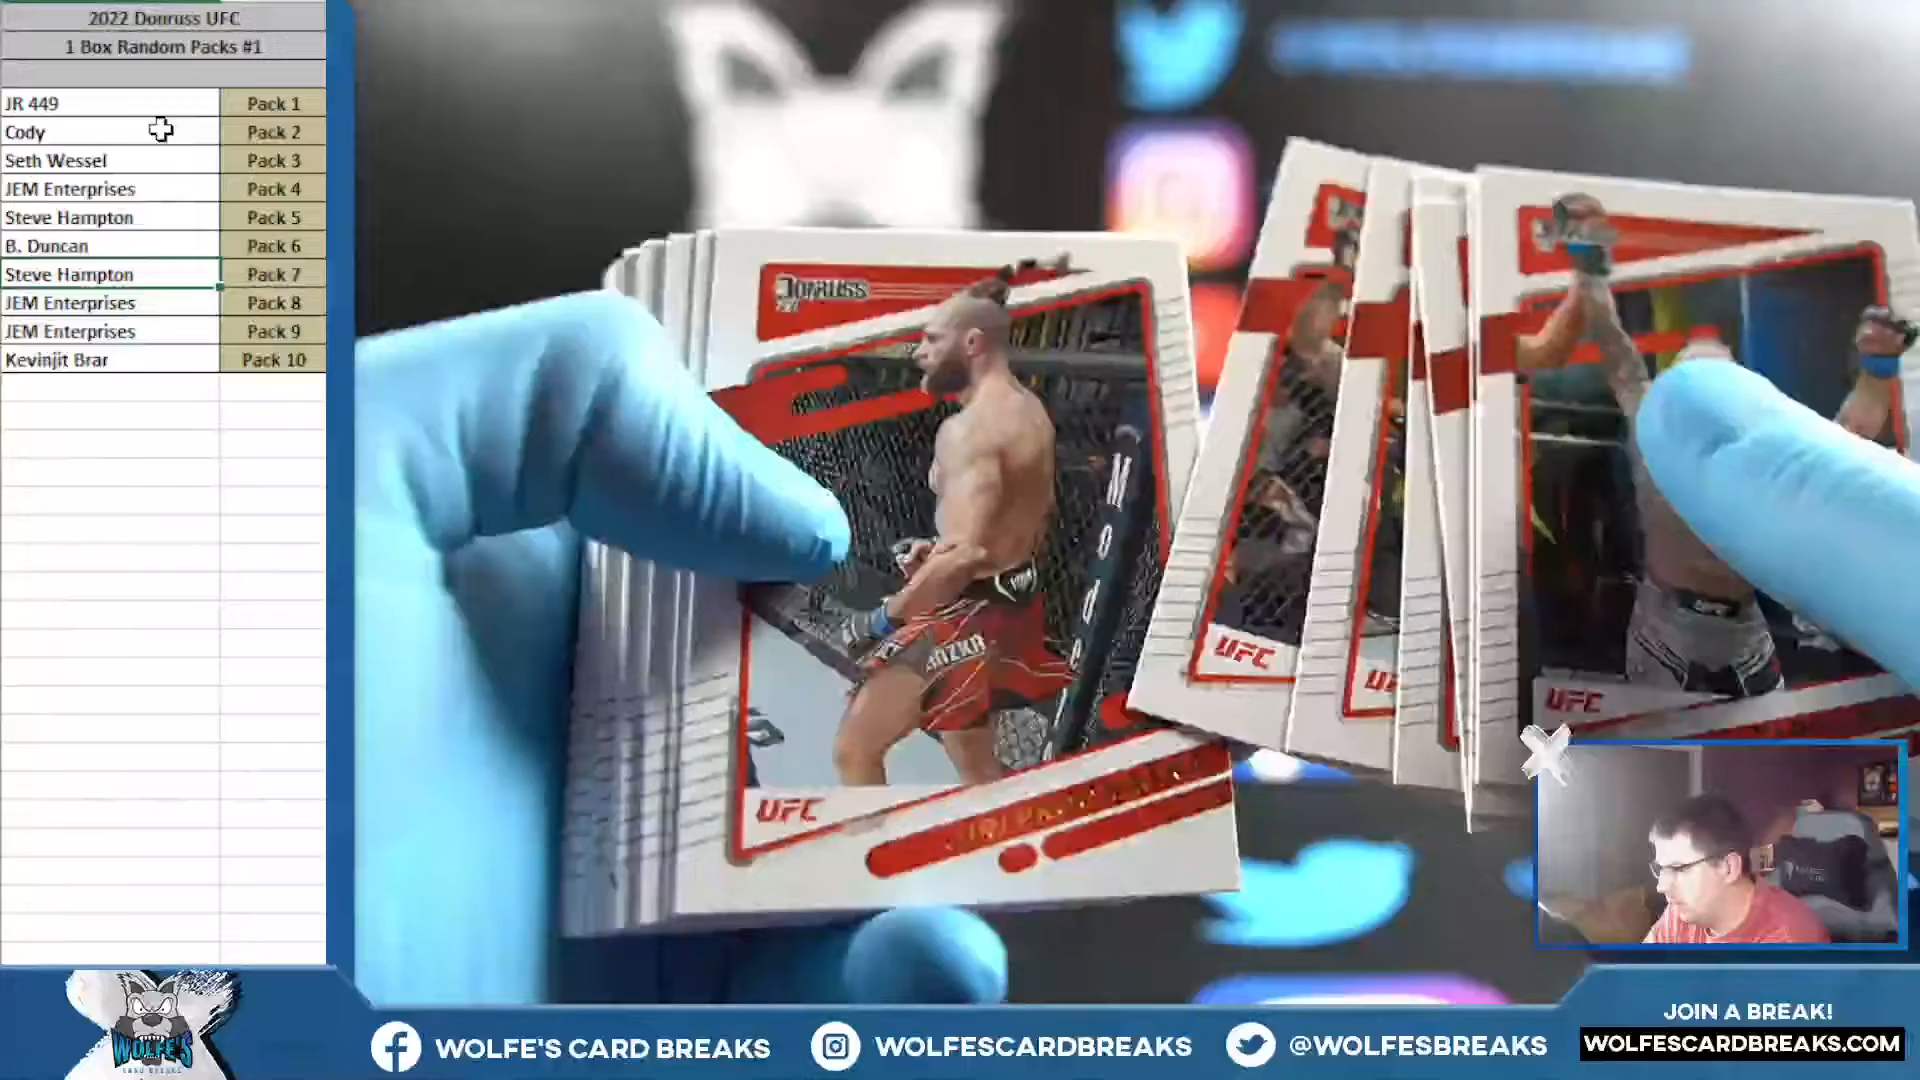 2022 Donruss UFC
1 Box Random Packs #1
JR 449 Pack 1
Cody Pack 2
Seth Wessel Pack 3
JEM Enterprises Pack 4
Steve Hampton Pack 5
B. Duncan Pack 6
Steve Hampton Pack 7
JEM Enterprises Pack 8
JEM Enterprises Pack 9
Kevinjit Brar Pack 10
Donruss
UFC
UFC
UFC
WOLFE'S
CARD BREAKS
WOLFE'S CARD BREAKS
WOLFESCARDBREAKS
@WOLFESBREAKS
JOIN A BREAK!
WOLFESCARDBREAKS.COM